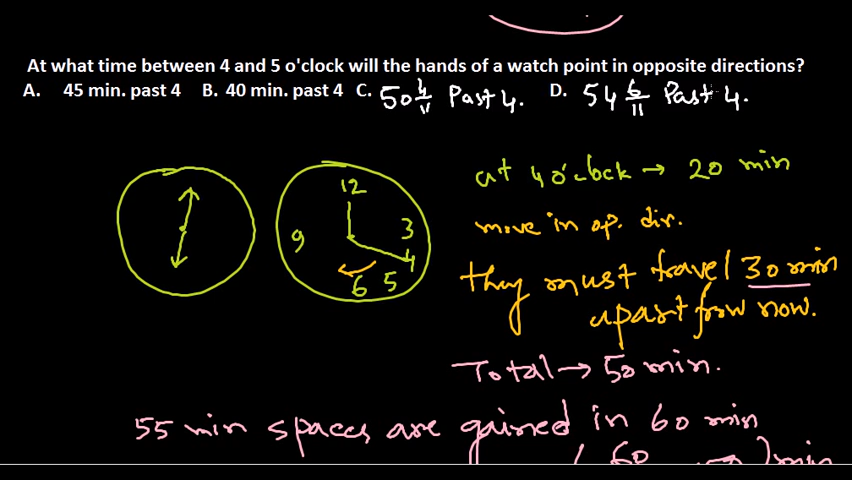 At what time between 4 and 5 o'clock will the hands of a watch point in opposite directions?
A. 45 min. past 4 B. 40 min. past 4 C. 50 4/11 Past 4. D. 54 6/11 Past 4.
at 4 o'clock → 20 min
move in op. dir.
they must travel 30 min
apart from now.
12
3
9
4
6 5
Total → 50 min.
55 min spaces are gained in 60 min
60
min